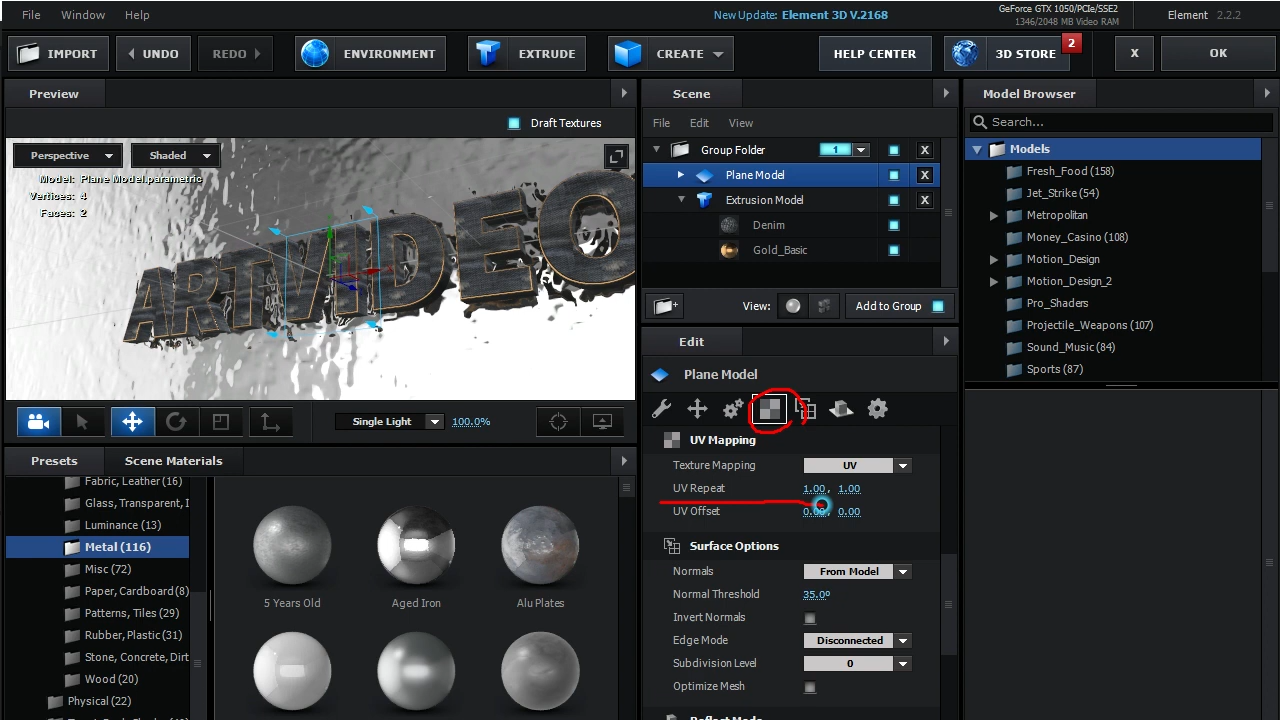 File Window Help New Update: Element 3D V.2168 GeForce GTX 1050/PCIe/SSE2 Element 2.2.2
1346/2048 MB Video RAM
IMPORT UNDO REDO ENVIRONMENT EXTRUDE CREATE HELP CENTER 3D STORE 2 X OK
Preview
Draft Textures
Perspective Shaded
Model: Plane Model parametric
Vertices: 4
Faces: 2
ARTVIDEO
Single Light 100.0%
Presets Scene Materials
Fabric, Leather (16)
Glass, Transparent, I
Luminance (13)
Metal (116)
Misc (72)
Paper, Cardboard (8)
Patterns, Tiles (29)
Rubber, Plastic (31)
Stone, Concrete, Dirt
Wood (20)
Physical (22)
5 Years Old Aged Iron Alu Plates
Scene
File Edit View
Group Folder 1 X
Plane Model X
Extrusion Model X
Denim
Gold_Basic
View: Add to Group
Edit
Plane Model
UV Mapping
Texture Mapping UV
UV Repeat 1.00, 1.00
UV Offset 0.00, 0.00
Surface Options
Normals From Model
Normal Threshold 35.0º
Invert Normals
Edge Mode Disconnected
Subdivision Level 0
Optimize Mesh
Reflect Mode
Model Browser
Search...
Models
Fresh_Food (158)
Jet_Strike (54)
Metropolitan
Money_Casino (108)
Motion_Design
Motion_Design_2
Pro_Shaders
Projectile_Weapons (107)
Sound_Music (84)
Sports (87)